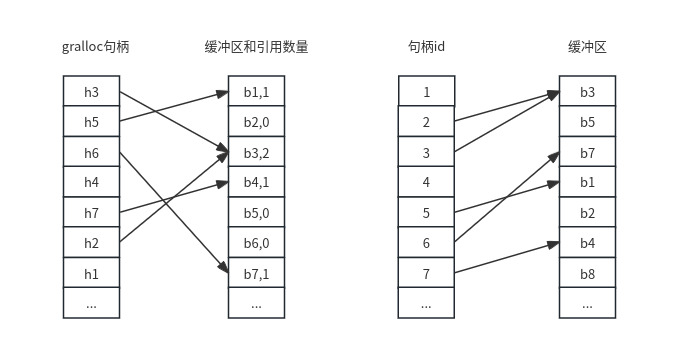 gralloc句柄 缓冲区和引用数量 句柄id 缓冲区
h3 b1,1 1 b3
h5 b2,0 2 b5
h6 b3,2 3 b7
h4 b4,1 4 b1
h7 b5,0 5 b2
h2 b6,0 6 b4
h1 b7,1 7 b8
... ... ... ...